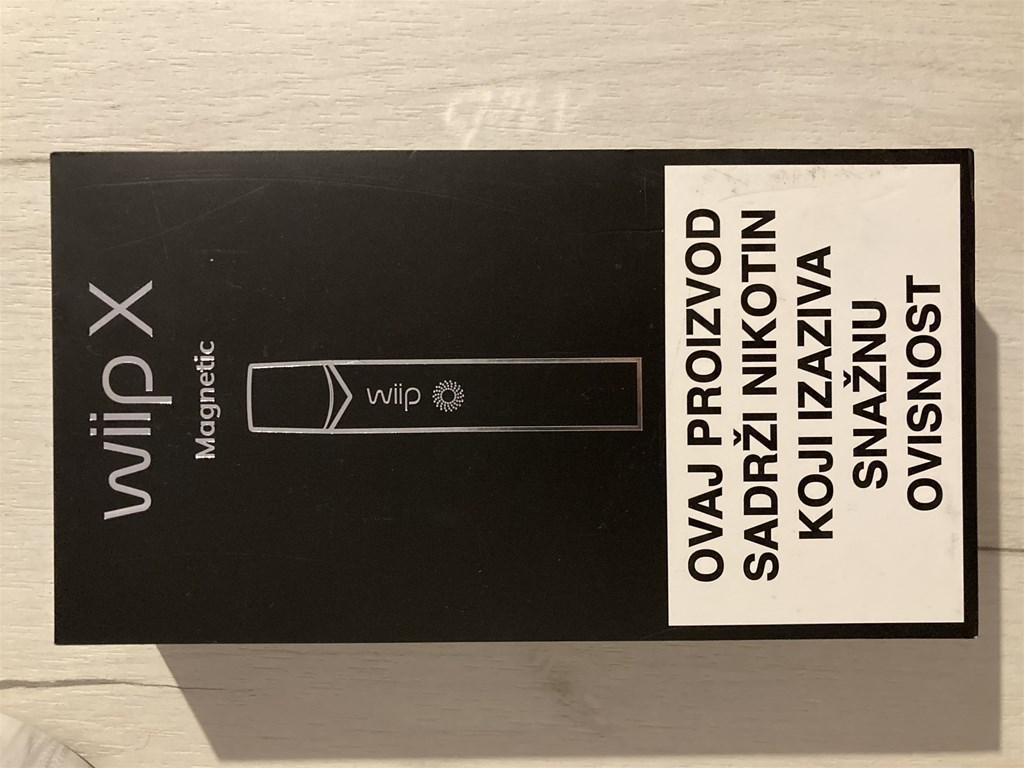 wiip X
Magnetic
wiip
OVAJ PROIZVOD
SADRŽI NIKOTIN
KOJI IZAZIVA
SNAŽNU
OVISNOST